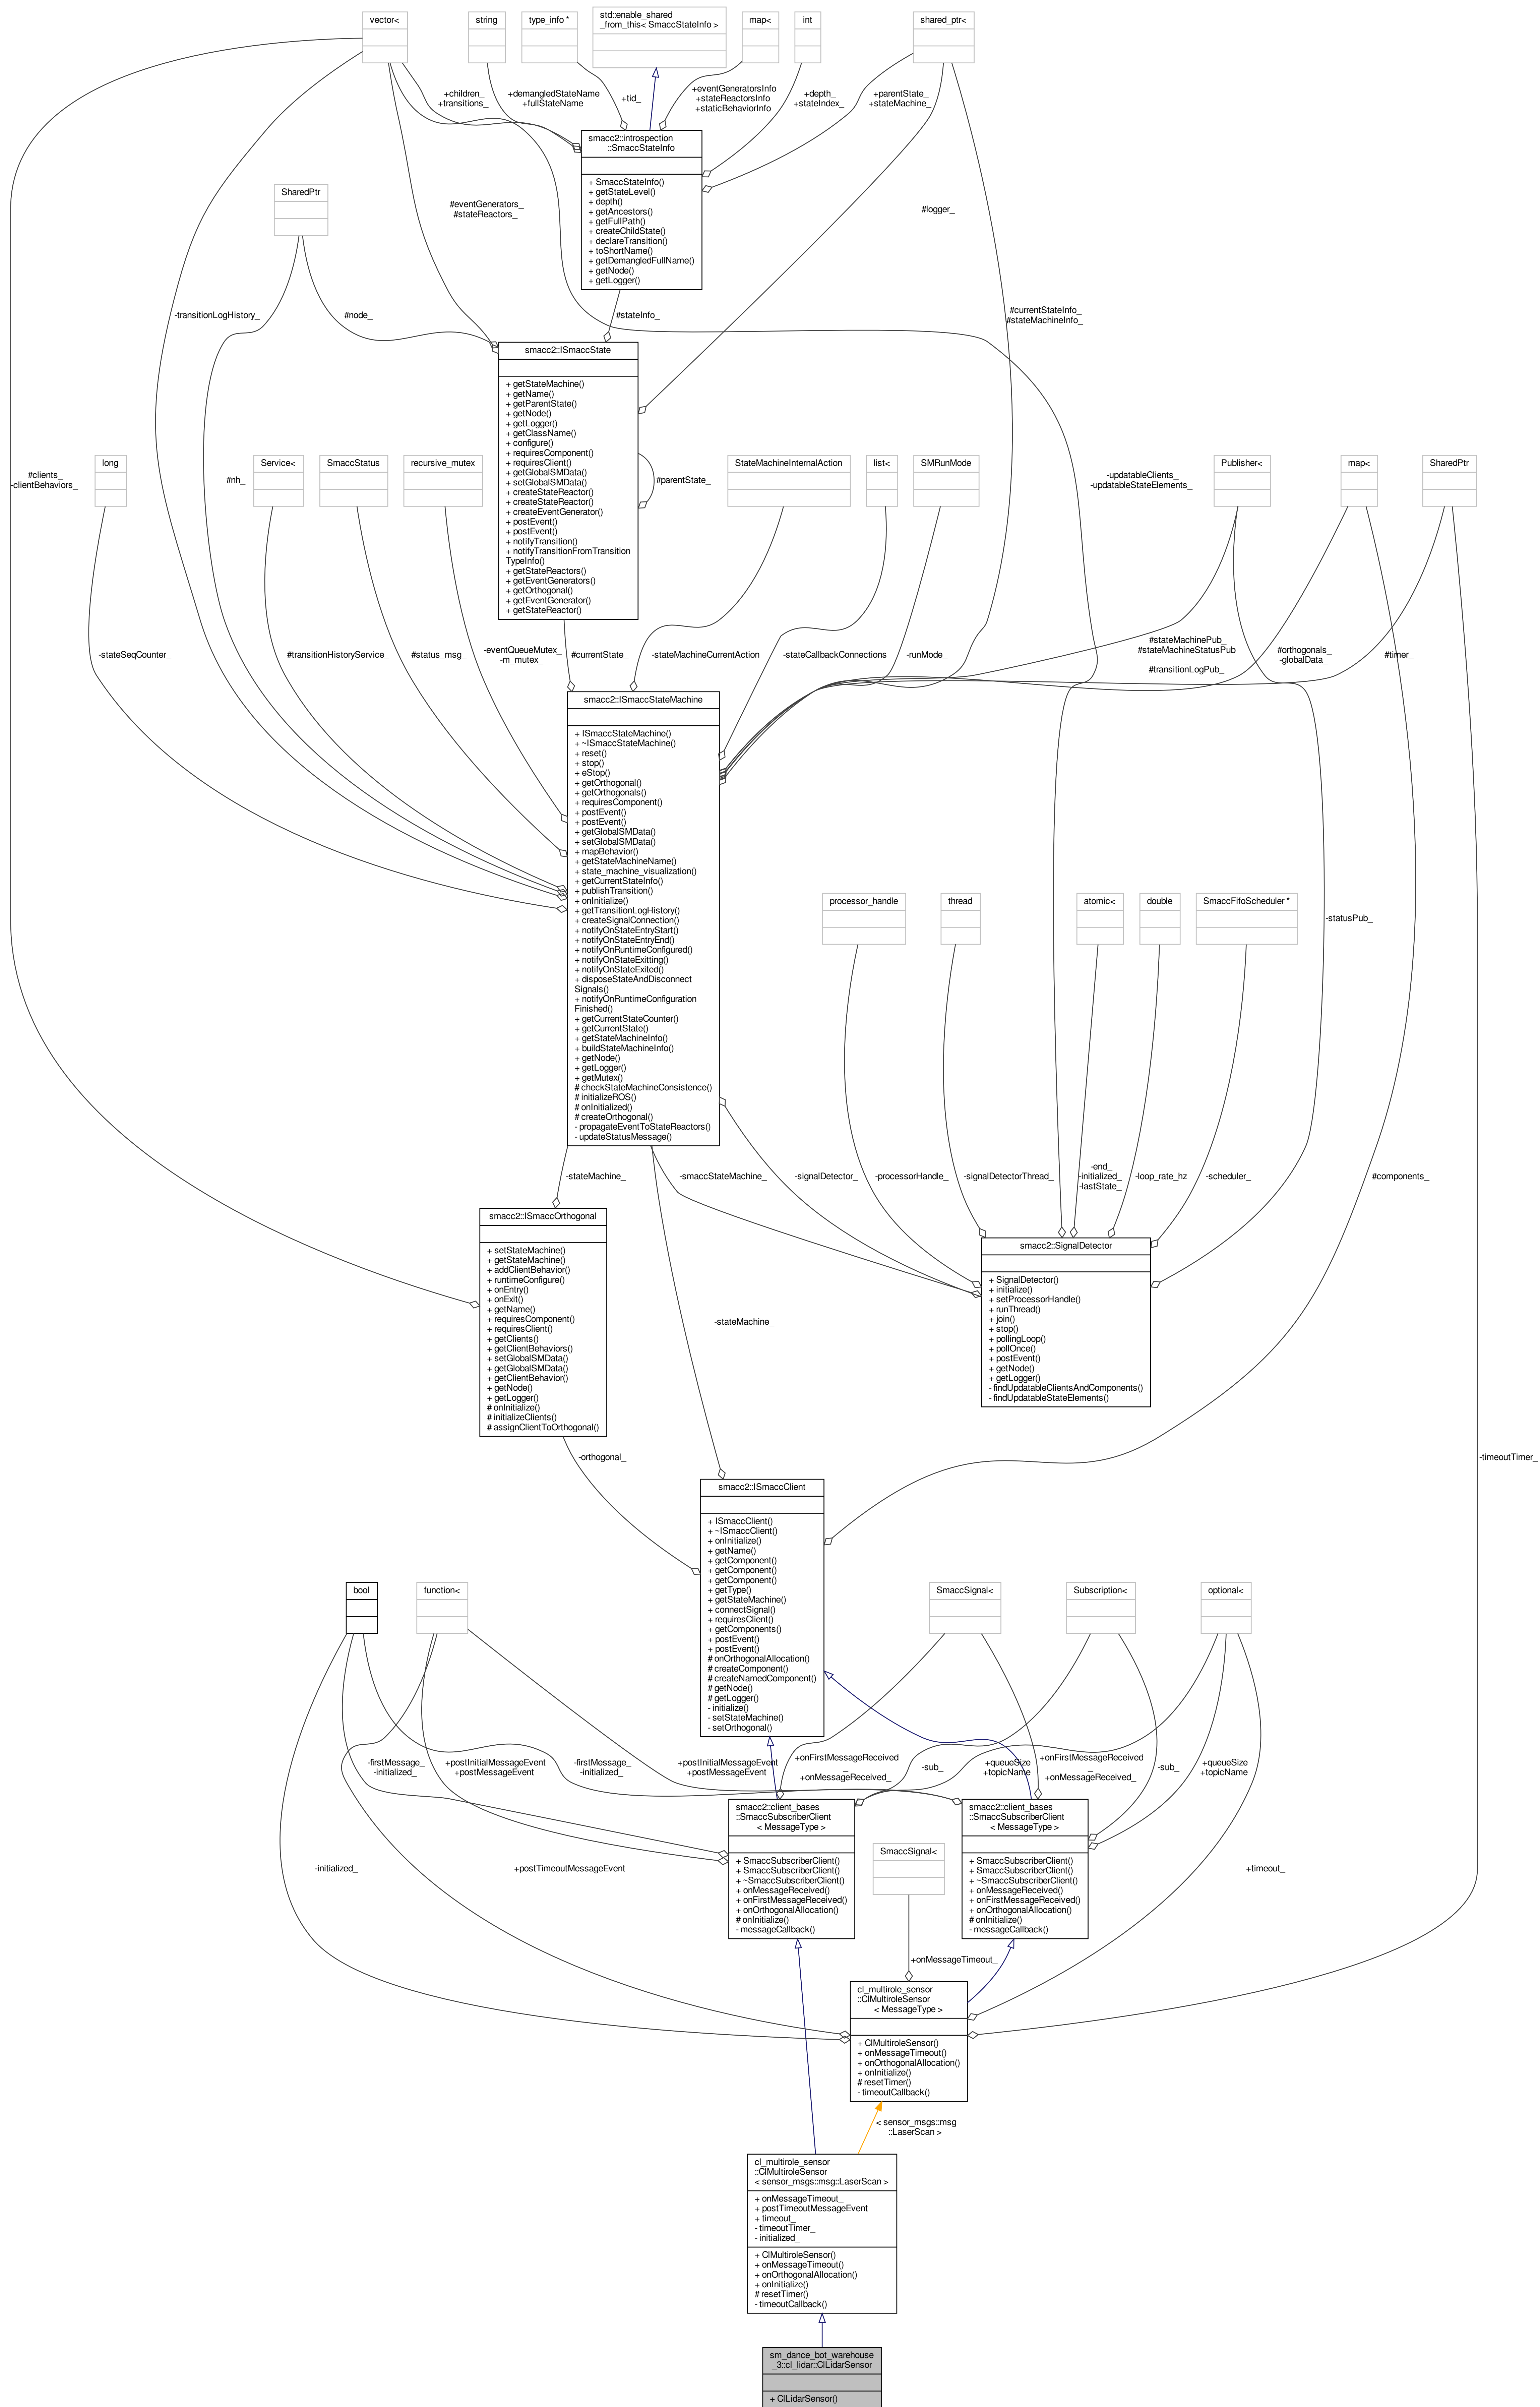 vector<
string
type_info *
std::enable_shared
_from_this< SmaccStateInfo >
map<
int
shared_ptr<
+children_
+transitions_
+demangledStateName
+fullStateName
+tid_
+eventGeneratorsInfo
+stateReactorsInfo
+staticBehaviorInfo
+depth_
+stateIndex_
+parentState_
+stateMachine_
smacc2::introspection
::SmaccStateInfo
+ SmaccStateInfo()
+ getStateLevel()
+ depth()
+ getAncestors()
+ getFullPath()
+ createChildState()
+ declareTransition()
+ toShortName()
+ getDemangledFullName()
+ getNode()
+ getLogger()
SharedPtr
#eventGenerators_
#stateReactors_
#logger_
-transitionLogHistory_
#node_
#stateInfo_
#currentStateInfo_
#stateMachineInfo_
smacc2::ISmaccState
+ getStateMachine()
+ getName()
+ getParentState()
+ getNode()
+ getLogger()
+ getClassName()
+ configure()
+ requiresComponent()
+ requiresClient()
+ getGlobalSMData()
+ setGlobalSMData()
+ createStateReactor()
+ createStateReactor()
+ createEventGenerator()
+ postEvent()
+ postEvent()
+ notifyTransition()
+ notifyTransitionFromTransition
TypeInfo()
+ getStateReactors()
+ getEventGenerators()
+ getOrthogonal()
+ getEventGenerator()
+ getStateReactor()
#parentState_
#clients_
-clientBehaviors_
long
#nh_
Service<
SmaccStatus
recursive_mutex
StateMachineInternalAction
list<
SMRunMode
-updatableClients_
-updatableStateElements_
Publisher<
map<
SharedPtr
-stateSeqCounter_
#transitionHistoryService_
#status_msg_
-eventQueueMutex_
-m_mutex_
#currentState_
-stateMachineCurrentAction
-stateCallbackConnections
-runMode_
#stateMachinePub_
#stateMachineStatusPub
_
#transitionLogPub_
#orthogonals_
-globalData_
#timer_
smacc2::ISmaccStateMachine
+ ISmaccStateMachine()
+ ~ISmaccStateMachine()
+ reset()
+ stop()
+ eStop()
+ getOrthogonal()
+ getOrthogonals()
+ requiresComponent()
+ postEvent()
+ postEvent()
+ getGlobalSMData()
+ setGlobalSMData()
+ mapBehavior()
+ getStateMachineName()
+ state_machine_visualization()
+ getCurrentStateInfo()
+ publishTransition()
+ onInitialize()
+ getTransitionLogHistory()
+ createSignalConnection()
+ notifyOnStateEntryStart()
+ notifyOnStateEntryEnd()
+ notifyOnRuntimeConfigured()
+ notifyOnStateExitting()
+ notifyOnStateExited()
+ disposeStateAndDisconnect
Signals()
+ notifyOnRuntimeConfiguration
Finished()
+ getCurrentStateCounter()
+ getCurrentState()
+ getStateMachineInfo()
+ buildStateMachineInfo()
+ getNode()
+ getLogger()
+ getMutex()
# checkStateMachineConsistence()
# initializeROS()
# onInitialized()
# createOrthogonal()
- propagateEventToStateReactors()
- updateStatusMessage()
processor_handle
thread
atomic<
double
SmaccFifoScheduler *
-statusPub_
-stateMachine_
-smaccStateMachine_
-signalDetector_
-processorHandle_
-signalDetectorThread_
-end_
-initialized_
-lastState_
-loop_rate_hz
-scheduler_
#components_
smacc2::ISmaccOrthogonal
+ setStateMachine()
+ getStateMachine()
+ addClientBehavior()
+ runtimeConfigure()
+ onEntry()
+ onExit()
+ getName()
+ requiresComponent()
+ requiresClient()
+ getClients()
+ getClientBehaviors()
+ setGlobalSMData()
+ getGlobalSMData()
+ getClientBehavior()
+ getNode()
+ getLogger()
# onInitialize()
# initializeClients()
# assignClientToOrthogonal()
smacc2::SignalDetector
+ SignalDetector()
+ initialize()
+ setProcessorHandle()
+ runThread()
+ join()
+ stop()
+ pollingLoop()
+ pollOnce()
+ postEvent()
+ getNode()
+ getLogger()
- findUpdatableClientsAndComponents()
- findUpdatableStateElements()
-stateMachine_
-orthogonal_
-timeoutTimer_
smacc2::ISmaccClient
+ ISmaccClient()
+ ~ISmaccClient()
+ onInitialize()
+ getName()
+ getComponent()
+ getComponent()
+ getComponent()
+ getType()
+ getStateMachine()
+ connectSignal()
+ requiresClient()
+ getComponents()
+ postEvent()
+ postEvent()
# onOrthogonalAllocation()
# createComponent()
# createNamedComponent()
# getNode()
# getLogger()
- initialize()
- setStateMachine()
- setOrthogonal()
bool
function<
SmaccSignal<
Subscription<
optional<
-firstMessage_
-initialized_
+postInitialMessageEvent
+postMessageEvent
-firstMessage_
-initialized_
+postInitialMessageEvent
+postMessageEvent
+onFirstMessageReceived
_
+onMessageReceived_
-sub_
+queueSize
+topicName
+onFirstMessageReceived
_
+onMessageReceived_
-sub_
+queueSize
+topicName
smacc2::client_bases
::SmaccSubscriberClient
< MessageType >
+ SmaccSubscriberClient()
+ SmaccSubscriberClient()
+ ~SmaccSubscriberClient()
+ onMessageReceived()
+ onFirstMessageReceived()
+ onOrthogonalAllocation()
# onInitialize()
- messageCallback()
smacc2::client_bases
::SmaccSubscriberClient
< MessageType >
+ SmaccSubscriberClient()
+ SmaccSubscriberClient()
+ ~SmaccSubscriberClient()
+ onMessageReceived()
+ onFirstMessageReceived()
+ onOrthogonalAllocation()
# onInitialize()
- messageCallback()
SmaccSignal<
-initialized_
+postTimeoutMessageEvent
+timeout_
+onMessageTimeout_
cl_multirole_sensor
::ClMultiroleSensor
< MessageType >
+ ClMultiroleSensor()
+ onMessageTimeout()
+ onOrthogonalAllocation()
+ onInitialize()
# resetTimer()
- timeoutCallback()
< sensor_msgs::msg
::LaserScan >
cl_multirole_sensor
::ClMultiroleSensor
< sensor_msgs::msg::LaserScan >
+ onMessageTimeout_
+ postTimeoutMessageEvent
+ timeout_
- timeoutTimer_
- initialized_
+ ClMultiroleSensor()
+ onMessageTimeout()
+ onOrthogonalAllocation()
+ onInitialize()
# resetTimer()
- timeoutCallback()
sm_dance_bot_warehouse
_3::cl_lidar::ClLidarSensor
+ ClLidarSensor()